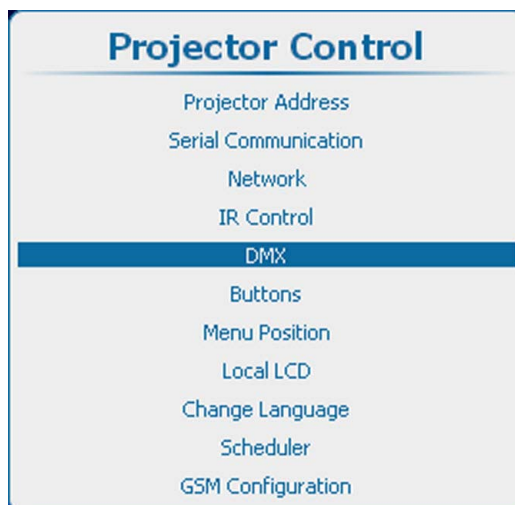 Projector Control
Projector Address
Serial Communication
Network
IR Control
DMX
Buttons
Menu Position
Local LCD
Change Language
Scheduler
GSM Configuration